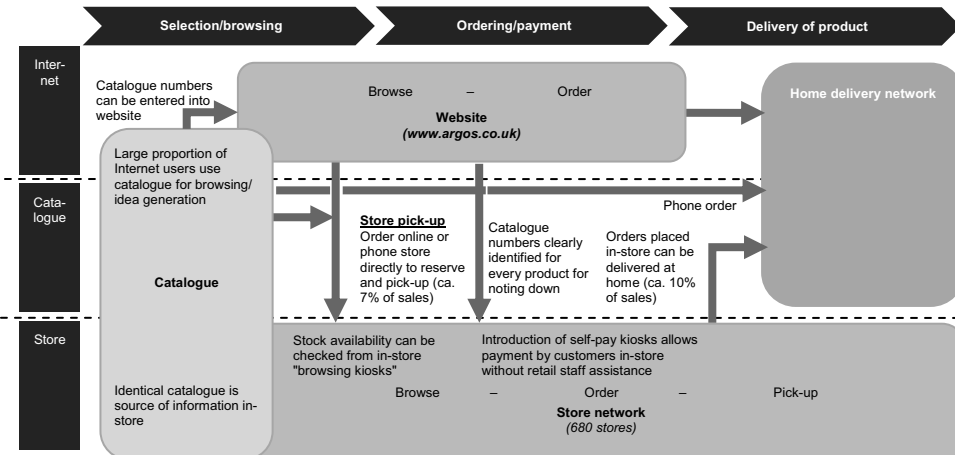 Selection/browsing
Ordering/payment
Delivery of product
Inter-
net
Catalogue numbers
can be entered into
website
Browse – Order
Website
(www.argos.co.uk)
Home delivery network
Large proportion of
Internet users use
catalogue for browsing/
idea generation
Cata-
logue
Phone order
Store pick-up
Order online or
phone store
directly to reserve
and pick-up (ca.
7% of sales)
Catalogue
numbers clearly
identified for
every product for
noting down
Orders placed
in-store can be
delivered at
home (ca. 10%
of sales)
Catalogue
Store
Stock availability can be
checked from in-store
"browsing kiosks"
Introduction of self-pay kiosks allows
payment by customers in-store
without retail staff assistance
Identical catalogue is
source of information in-
store
Browse – Order – Pick-up
Store network
(680 stores)